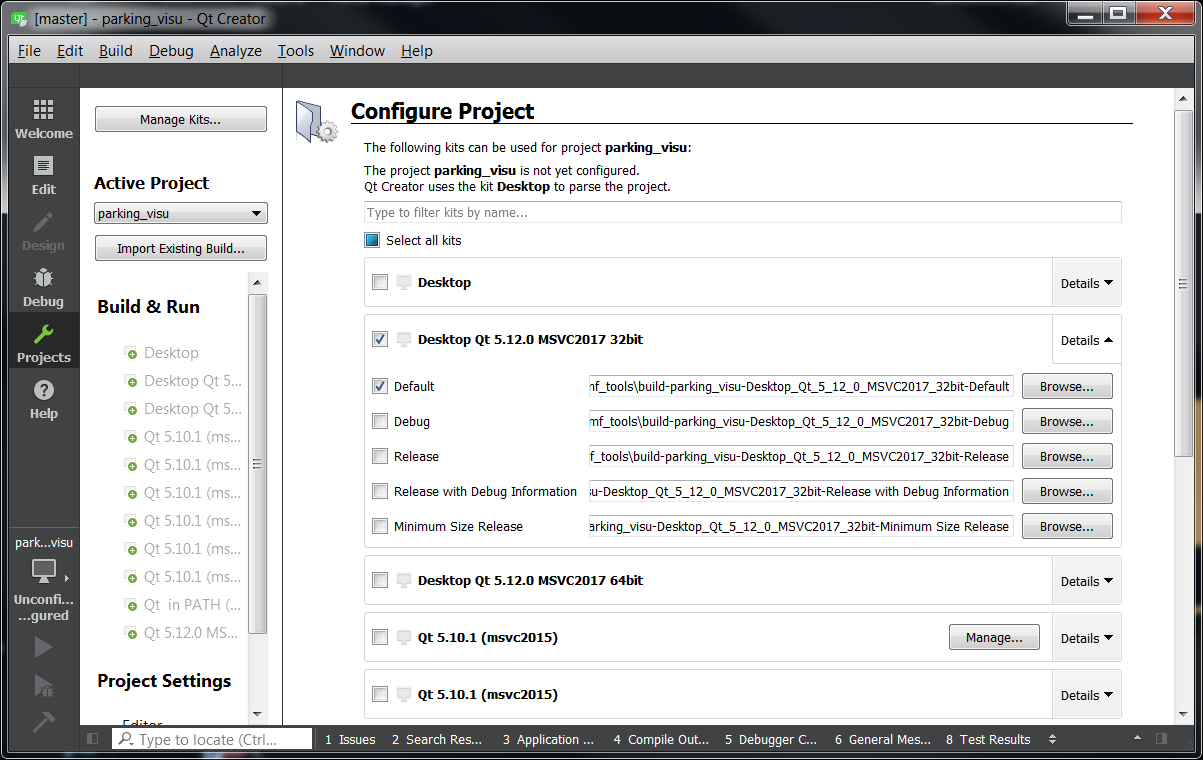 [master] - parking_visu - Qt Creator
File Edit Build Debug Analyze Tools Window Help
Welcome
Edit
Design
Debug
Projects
Help
park...visu
Unconfi...
...gured
Manage Kits...
Active Project
parking_visu
Import Existing Build...
Build & Run
Desktop
Desktop Qt 5...
Desktop Qt 5...
Qt 5.10.1 (ms...
Qt 5.10.1 (ms...
Qt 5.10.1 (ms...
Qt 5.10.1 (ms...
Qt 5.10.1 (ms...
Qt 5.10.1 (ms...
Qt in PATH (...
Qt 5.12.0 MS...
Project Settings
Editor
Configure Project
The following kits can be used for project parking_visu:
The project parking_visu is not yet configured.
Qt Creator uses the kit Desktop to parse the project.
Type to filter kits by name...
Select all kits
Desktop Details
Desktop Qt 5.12.0 MSVC2017 32bit Details
Default mf_tools\build-parking_visu-Desktop_Qt_5_12_0_MSVC2017_32bit-Default Browse...
Debug mf_tools\build-parking_visu-Desktop_Qt_5_12_0_MSVC2017_32bit-Debug Browse...
Release f_tools\build-parking_visu-Desktop_Qt_5_12_0_MSVC2017_32bit-Release Browse...
Release with Debug Information su-Desktop_Qt_5_12_0_MSVC2017_32bit-Release with Debug Information Browse...
Minimum Size Release arking_visu-Desktop_Qt_5_12_0_MSVC2017_32bit-Minimum Size Release Browse...
Desktop Qt 5.12.0 MSVC2017 64bit Details
Qt 5.10.1 (msvc2015) Manage... Details
Qt 5.10.1 (msvc2015) Details
Type to locate (Ctrl... 1 Issues 2 Search Res... 3 Application ... 4 Compile Out... 5 Debugger C... 6 General Mes... 8 Test Results